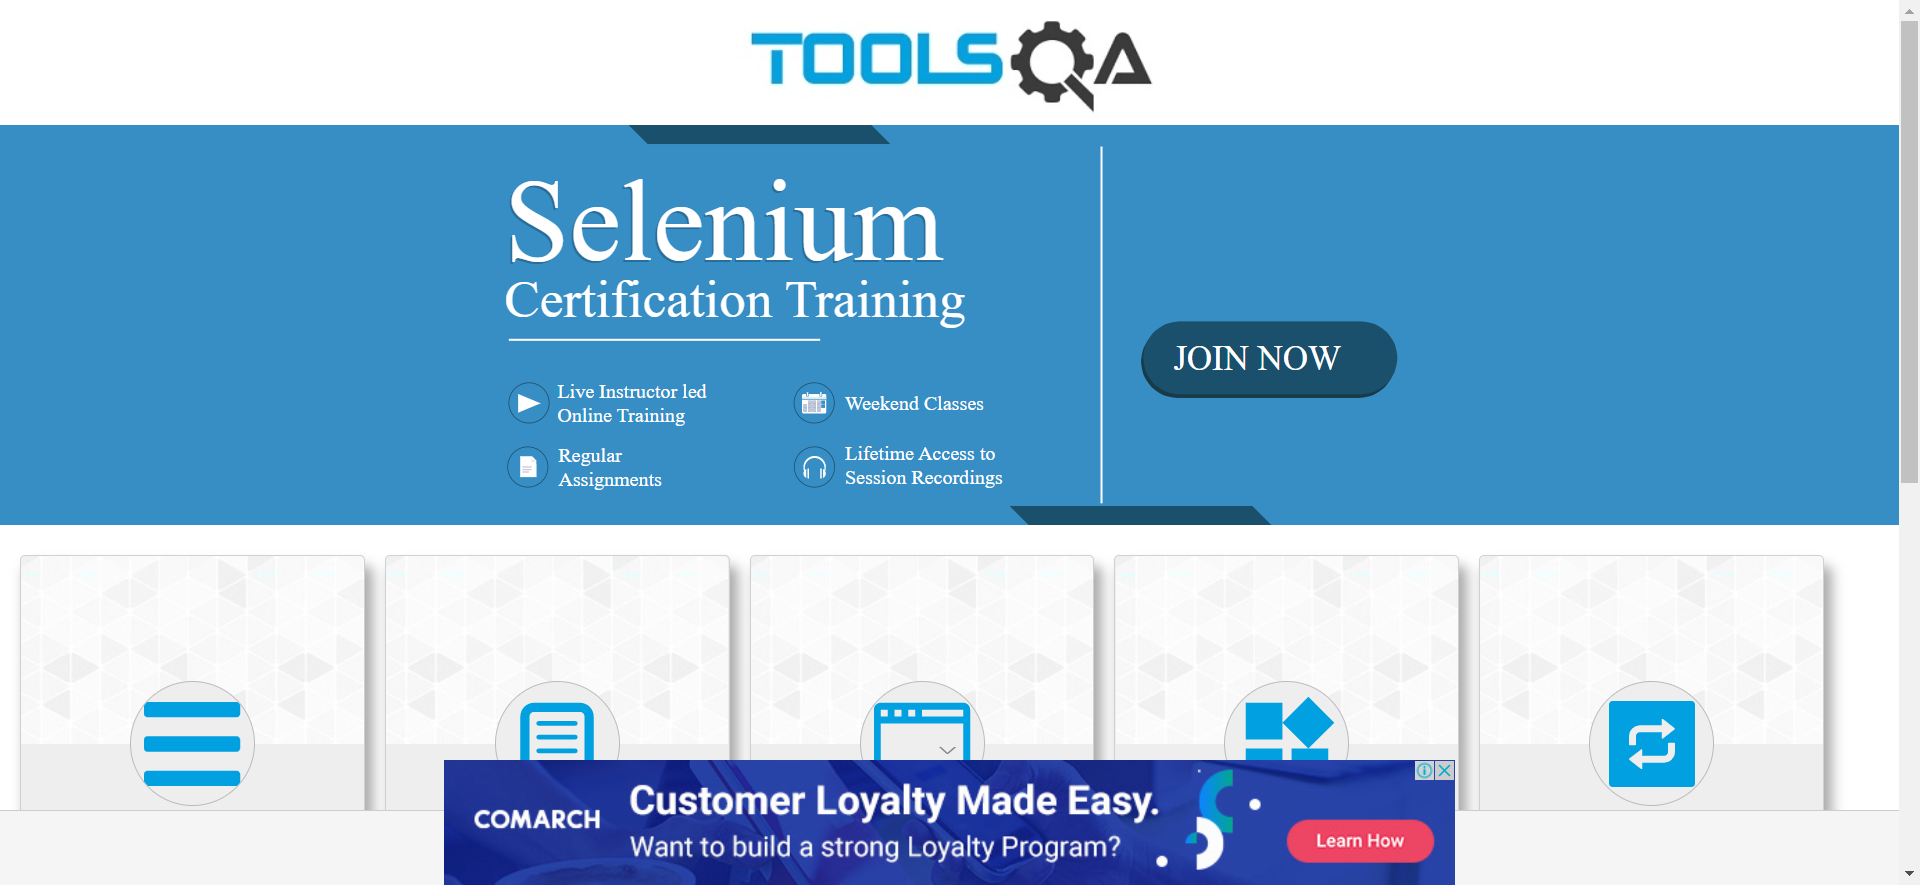 TOOLSQA
Selenium
Certification Training
JOIN NOW
Live Instructor led
Online Training
Weekend Classes
Regular
Assignments
Lifetime Access to
Session Recordings
COMARCH
Customer Loyalty Made Easy.
Want to build a strong Loyalty Program?
Learn How